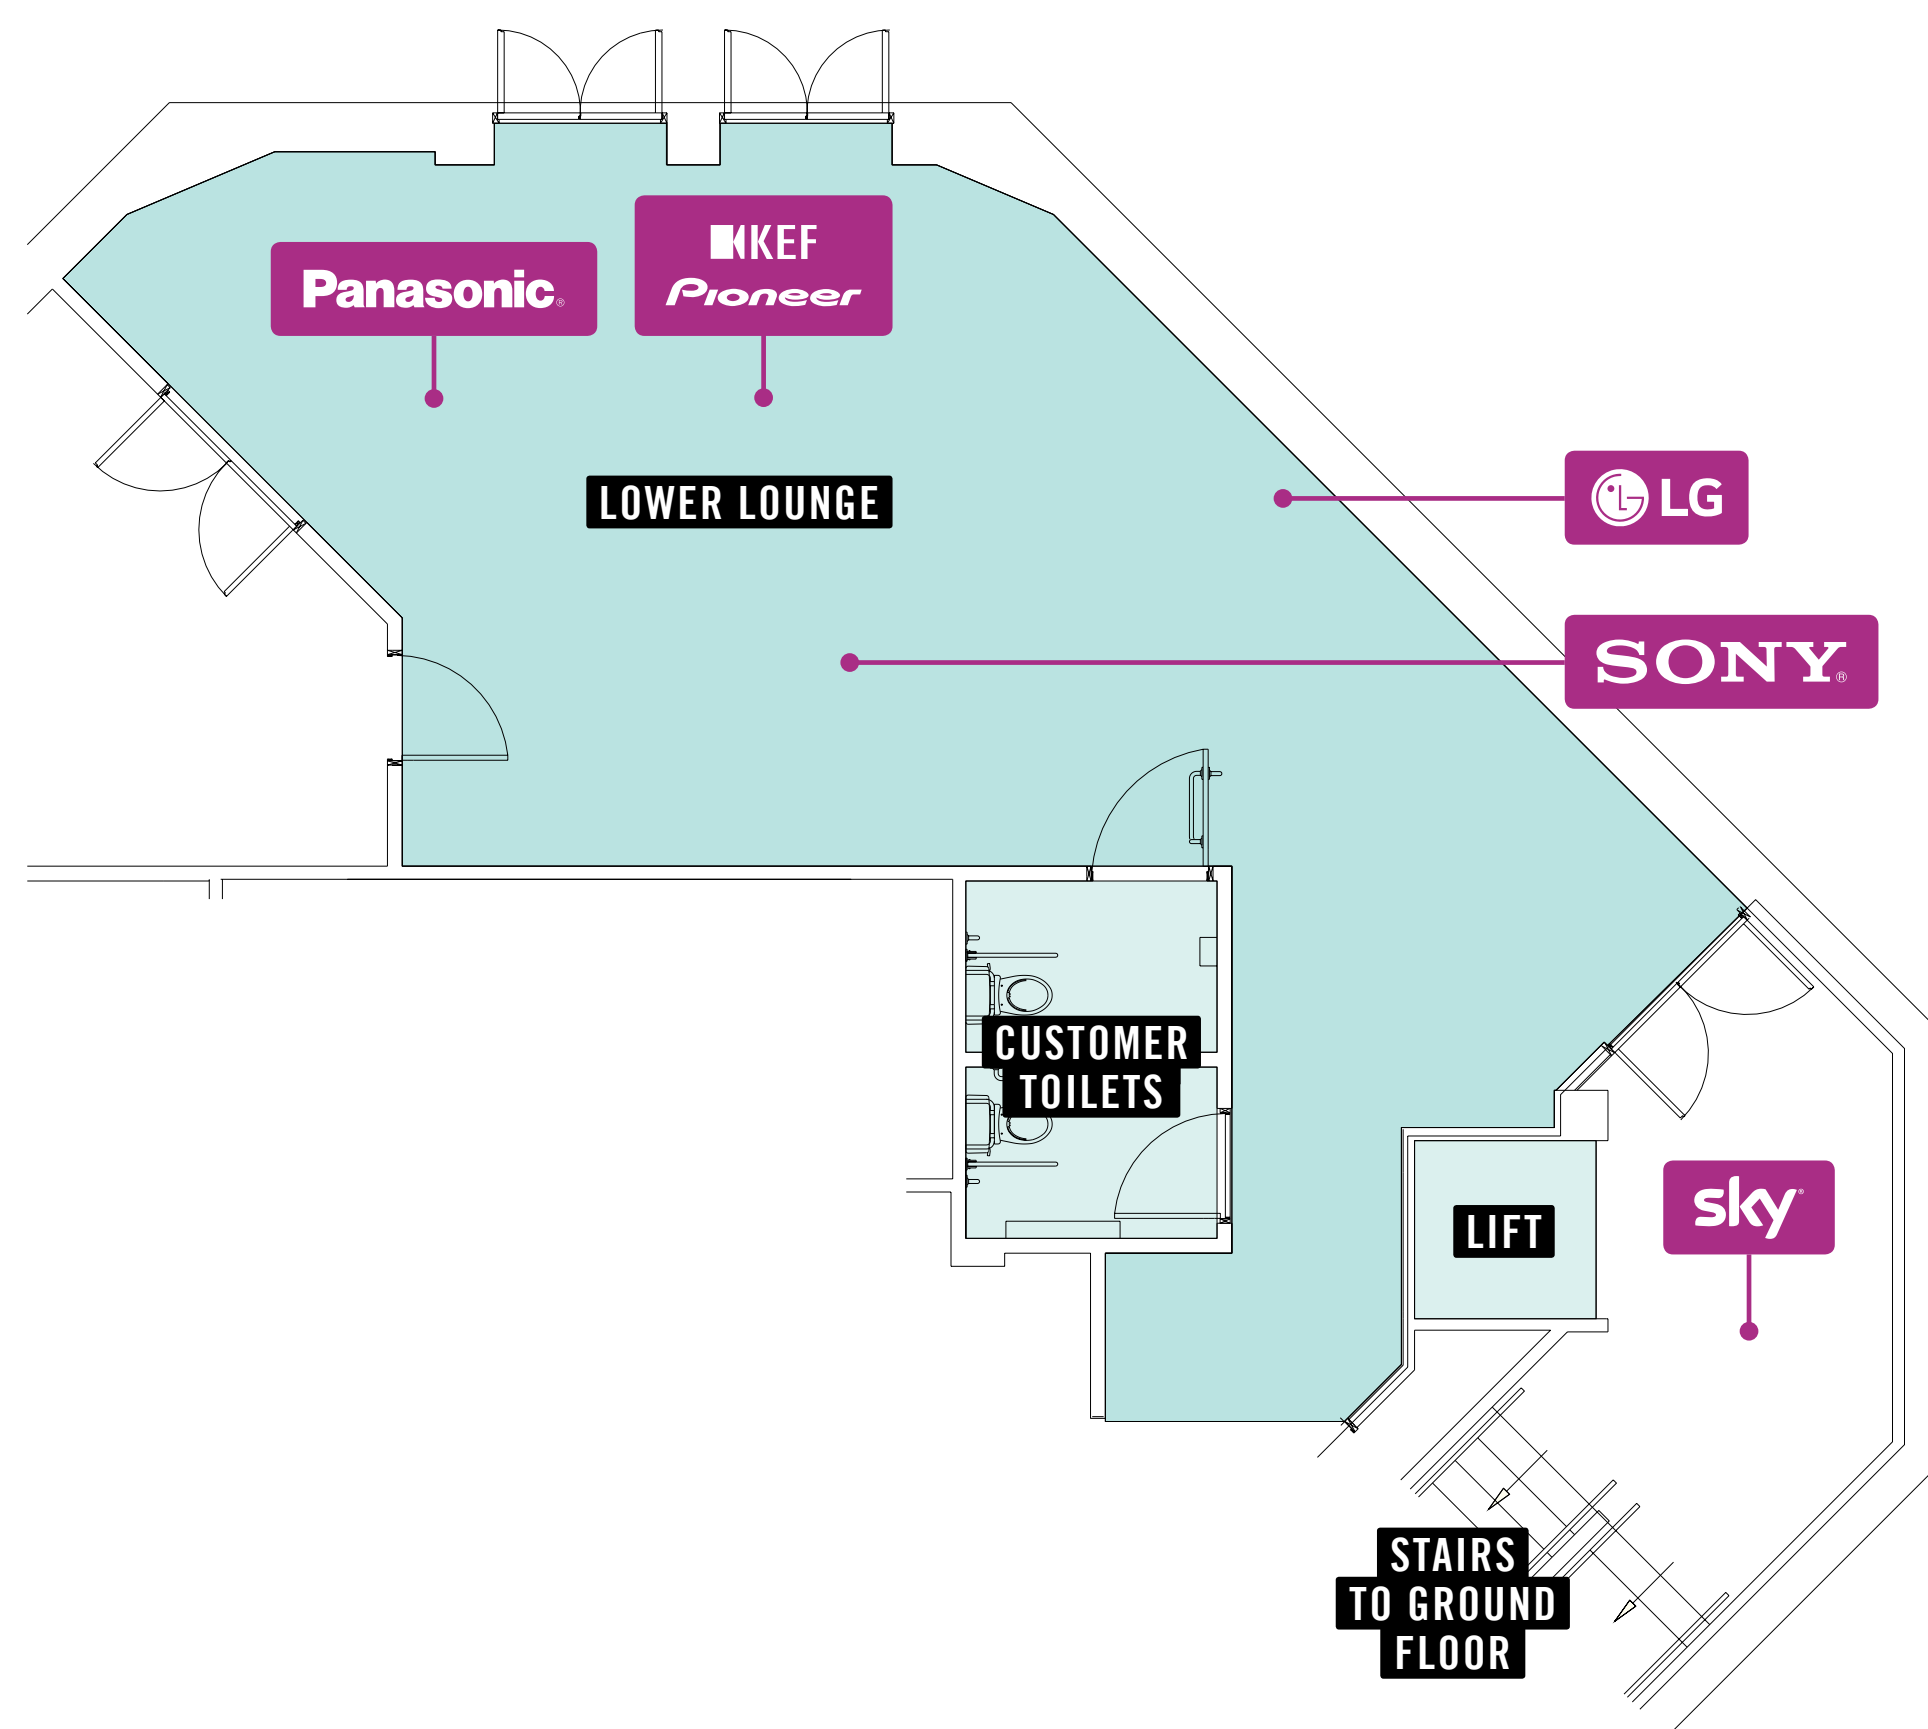 KEF
Pioneer
Panasonic®
LG
LOWER LOUNGE
SONY®
CUSTOMER
TOILETS
LIFT
sky®
STAIRS
TO GROUND
FLOOR